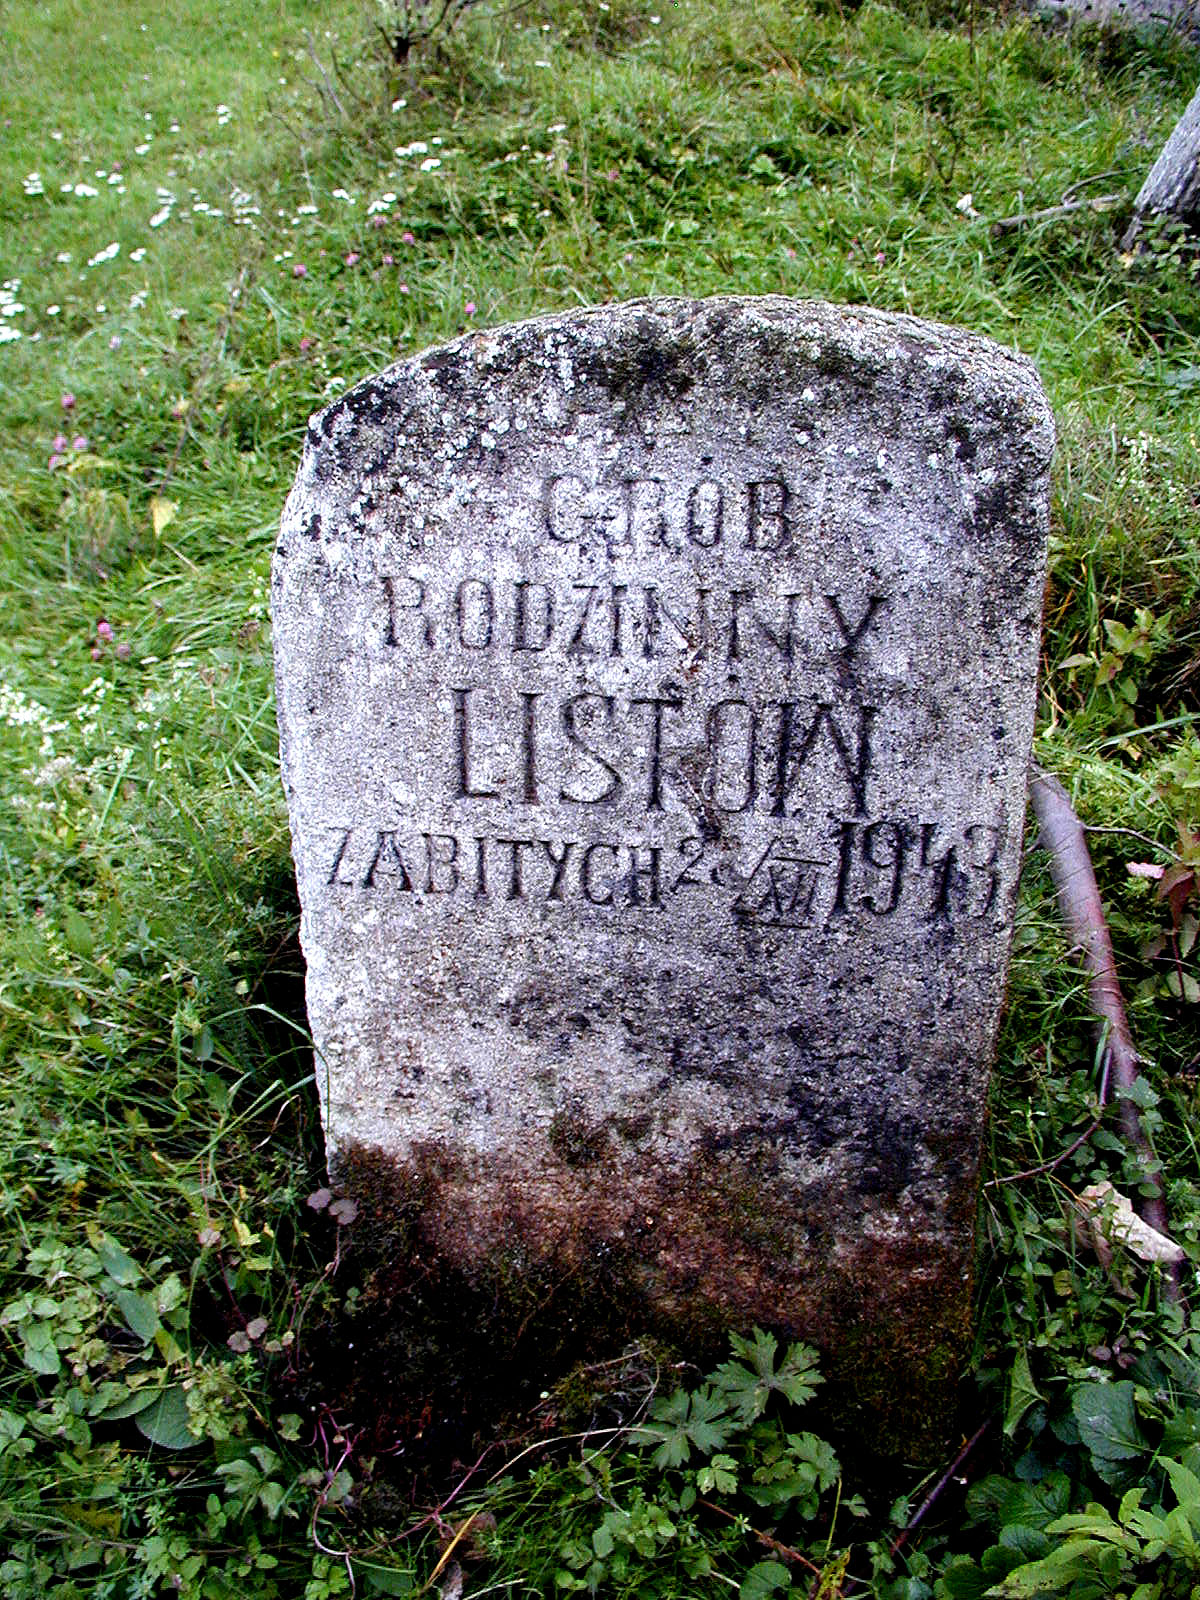 GRÓB
RODZINNY
LISTÓW
ZABITYCH 2/XII 1943